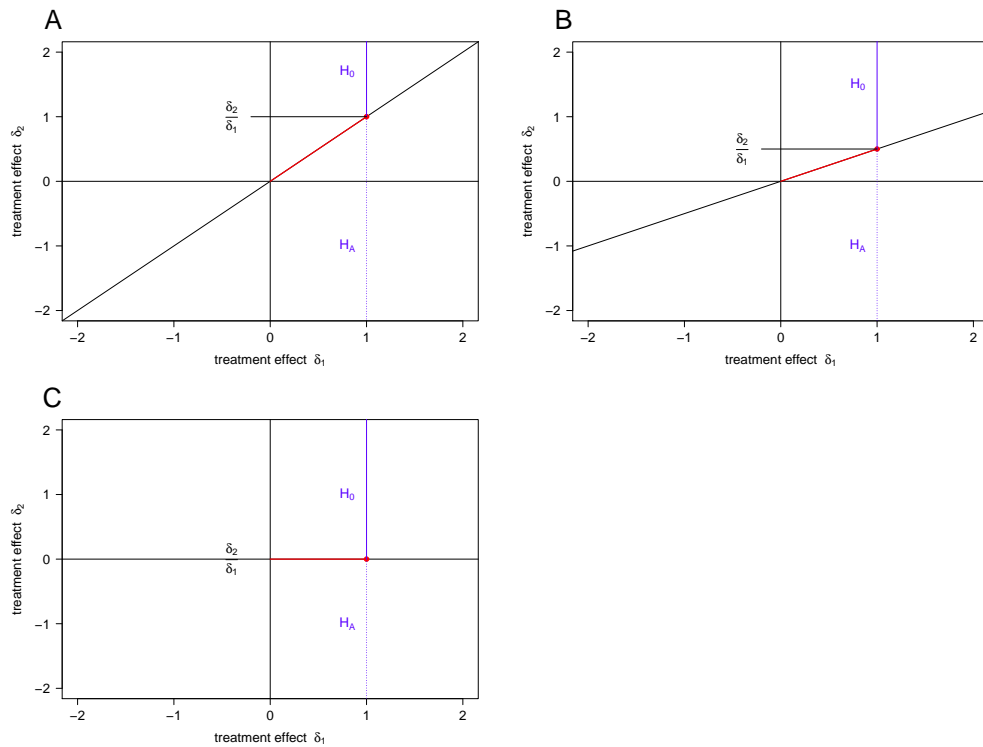 A
treatment effect δ2
2
1
0
−1
−2
H0
δ2
δ1
HA
−2 −1 0 1 2
treatment effect δ1
B
treatment effect δ2
2
1
0
−1
−2
H0
δ2
δ1
HA
−2 −1 0 1 2
treatment effect δ1
C
treatment effect δ2
2
1
0
−1
−2
H0
δ2
δ1
HA
−2 −1 0 1 2
treatment effect δ1